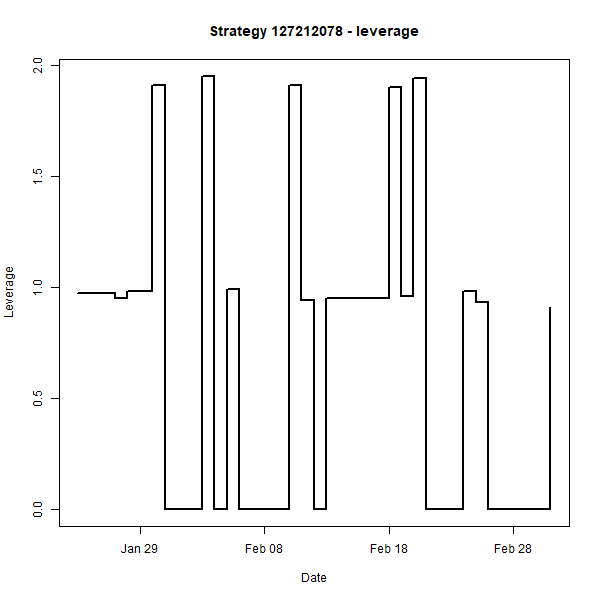 Strategy 127212078 - leverage
2.0
1.5
1.0
0.5
0.0
Leverage
Jan 29 Feb 08 Feb 18 Feb 28
Date